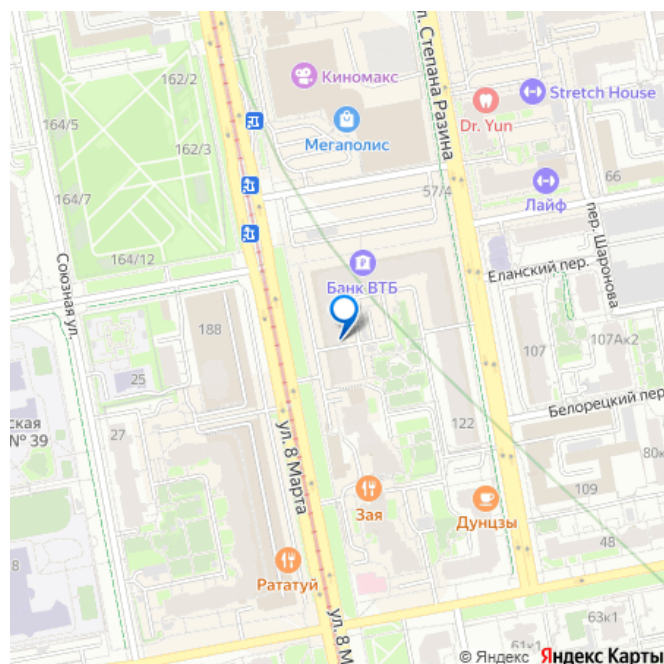 162/2
Киномакс
ул. Степана Разина
Stretch House
164/5
Dr. Yun
162/3
Мегаполис
66
57/4
164/7
Лайф
пер. Шаронова
164/12
Союзная ул.
Еланский пер.
Банк ВТБ
188
107
107Ак2
25
Белорецкий пер.
122
27
ская
№ 39
ул. 8 Марта
109
Зая
Дунцзы
8
48
Рататуй
ул. 8 М
63к1
61к1
© Яндекс Яндекс Карты